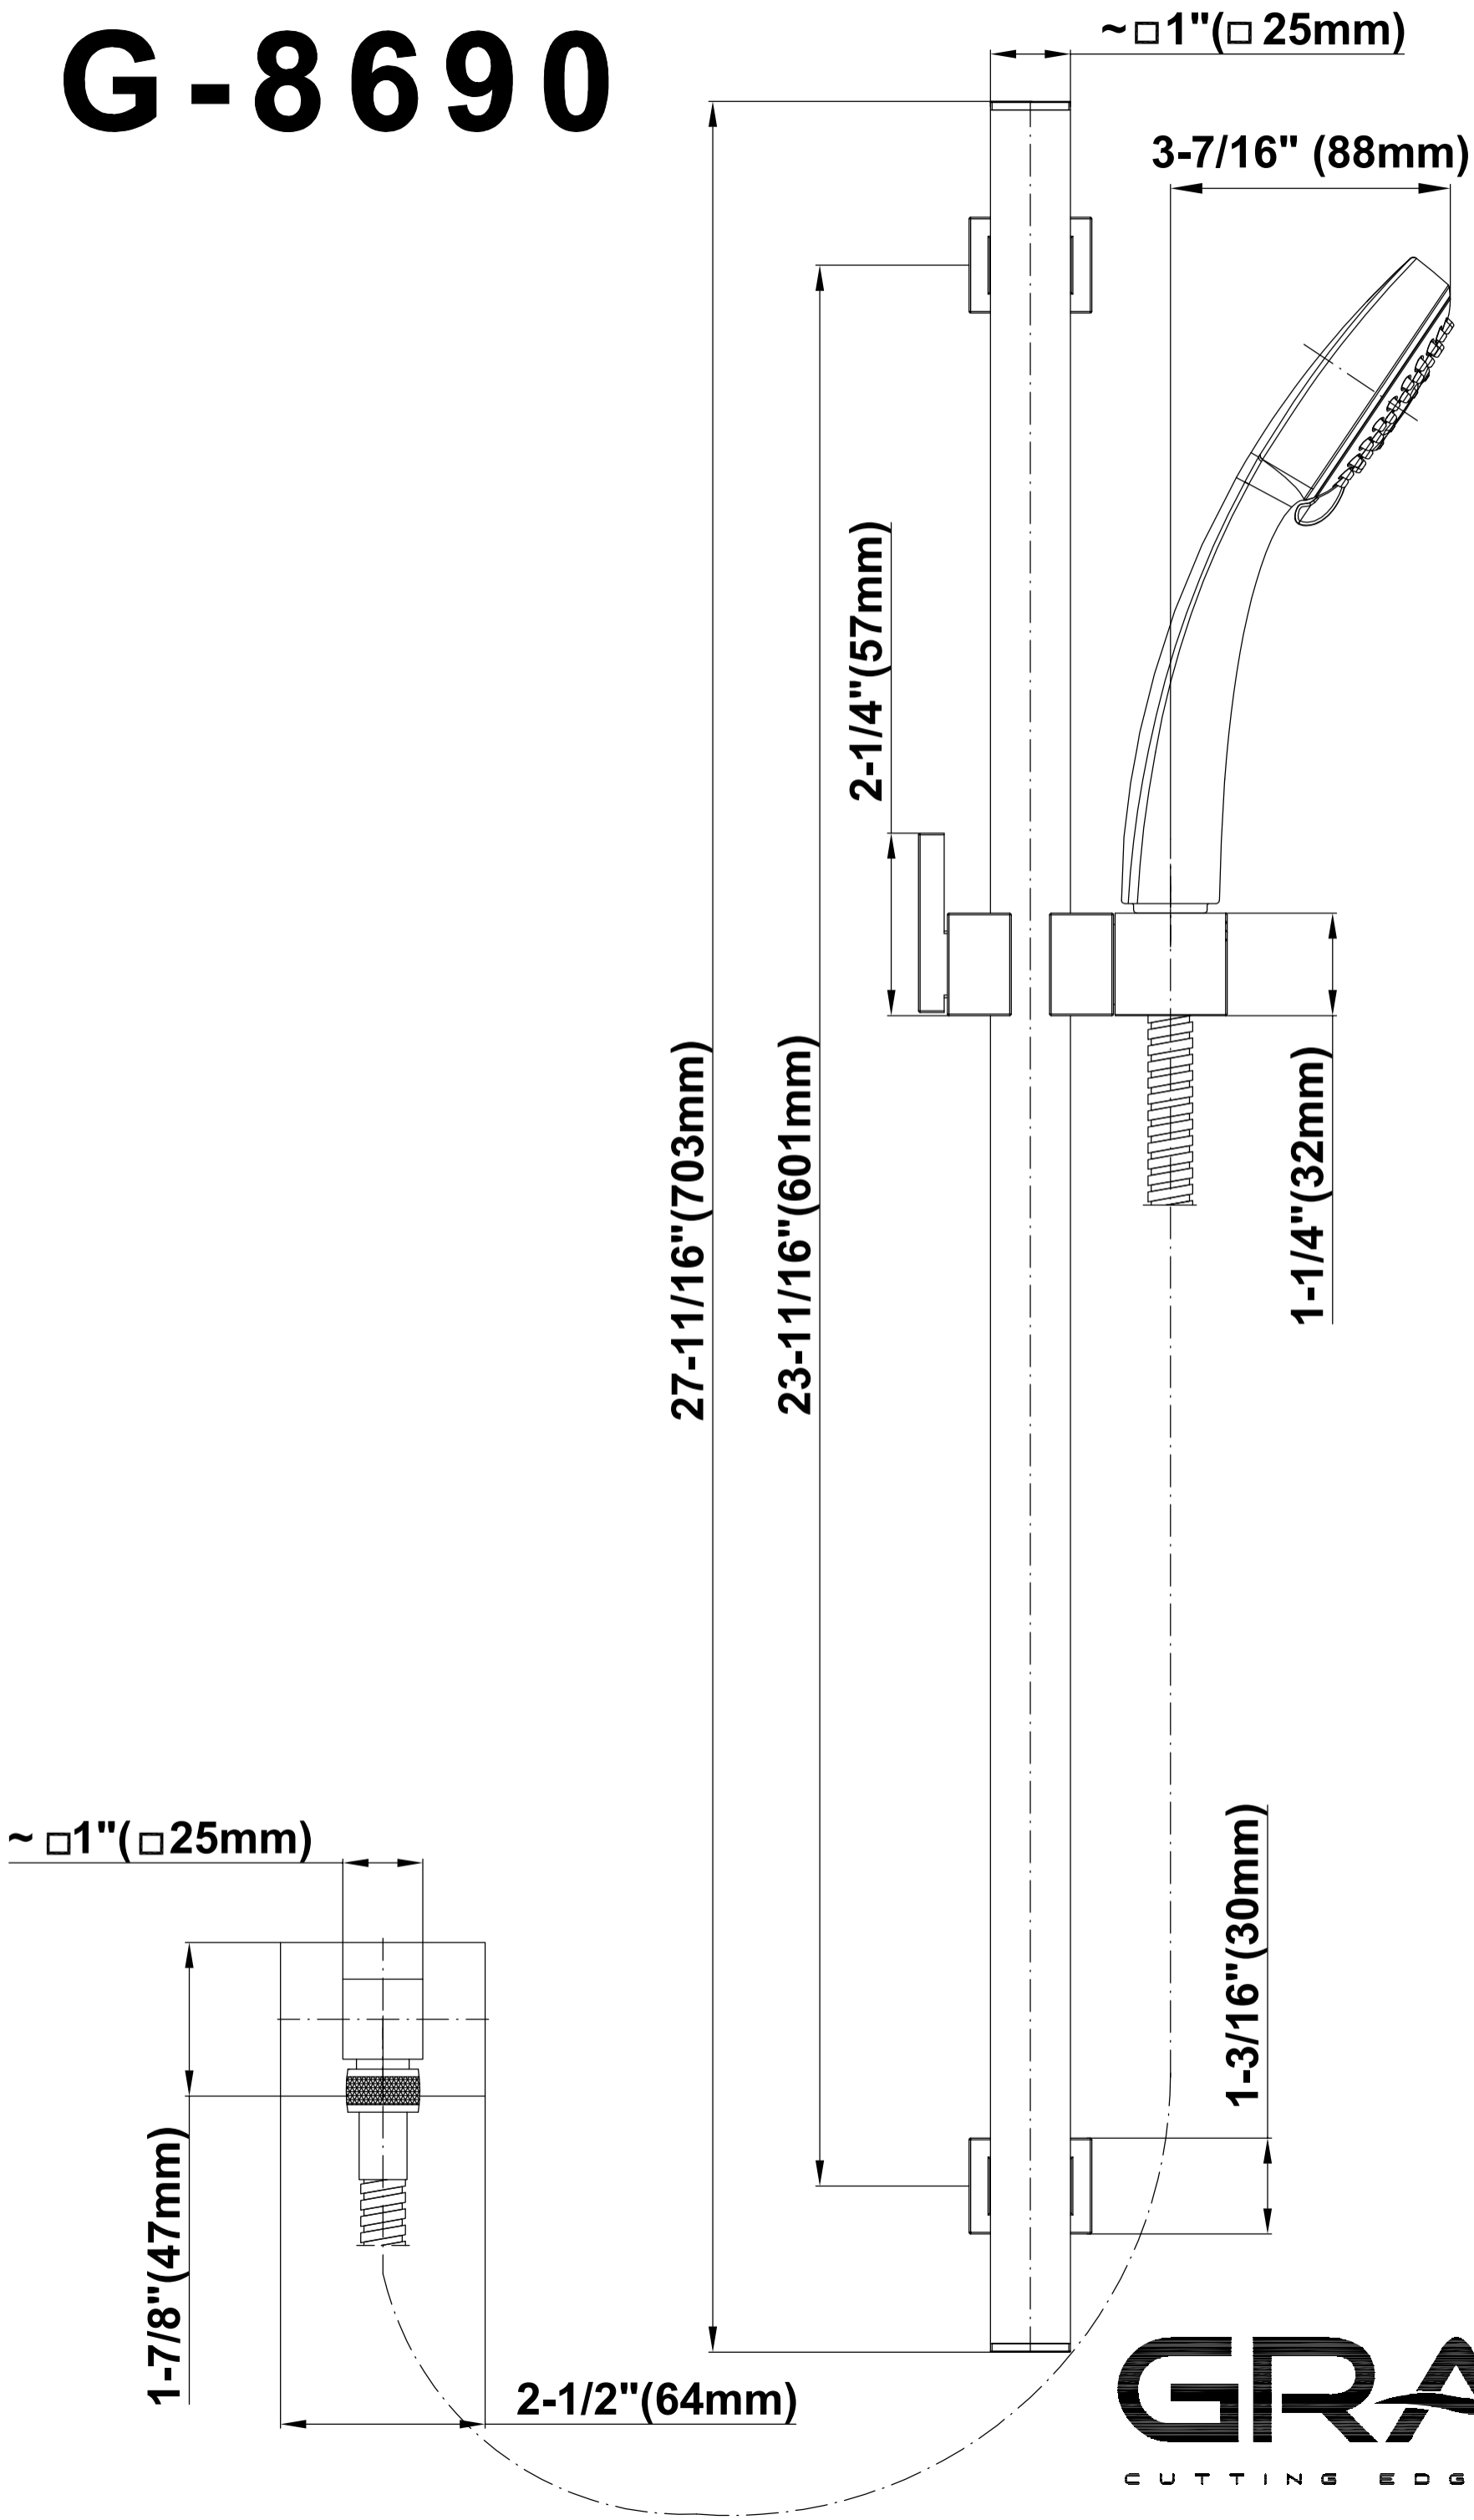 G-8690
~ □1"(□ 25mm)
3-7/16" (88mm)
2-1/4"(57mm)
27-11/16"(703mm)
23-11/16"(601mm)
1-1/4"(32mm)
~ □1"(□25mm)
1-3/16"(30mm)
1-7/8"(47mm)
2-1/2"(64mm)
GRA
CUTTING EDG